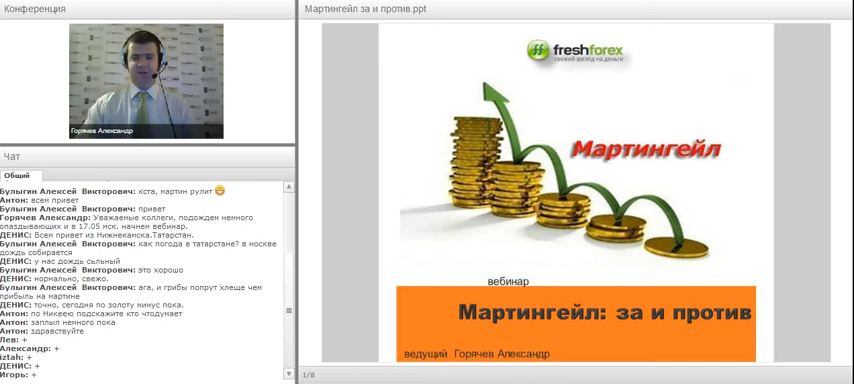 Конференция
Горячев Александр
Чат
Общий
Булыгин Алексей Викторович: кста, мартин рулит
Антон: всем привет
Булыгин Алексей Викторович: привет
Горячев Александр: Уважаемые коллеги, подождем немного
опаздывающих и в 17.05 мск. начнем вебинар.
ДЕНИС: Всем привет из Нижнекамска.Татарстан.
Булыгин Алексей Викторович: как погода в татарстане? в москве
дождь собирается
ДЕНИС: у нас дождь сьльный
Булыгин Алексей Викторович: это хорошо
ДЕНИС: нормально, свежо.
Булыгин Алексей Викторович: ага, и грибы попрут хлеще чем
прибыль на мартине
ДЕНИС: точно, сегодня по золоту минус пока.
Антон: по Никею подскажите кто чтодумает
Антон: заплыл немного пока
Антон: здравствуйте
Лев: +
Александр: +
iztah: +
ДЕНИС: +
Игорь: +
Мартингейл за и против.ppt
freshforex
свежий взгляд на деньги
Мартингейл
вебинар
Мартингейл: за и против
ведущий Горячев Александр
1/8